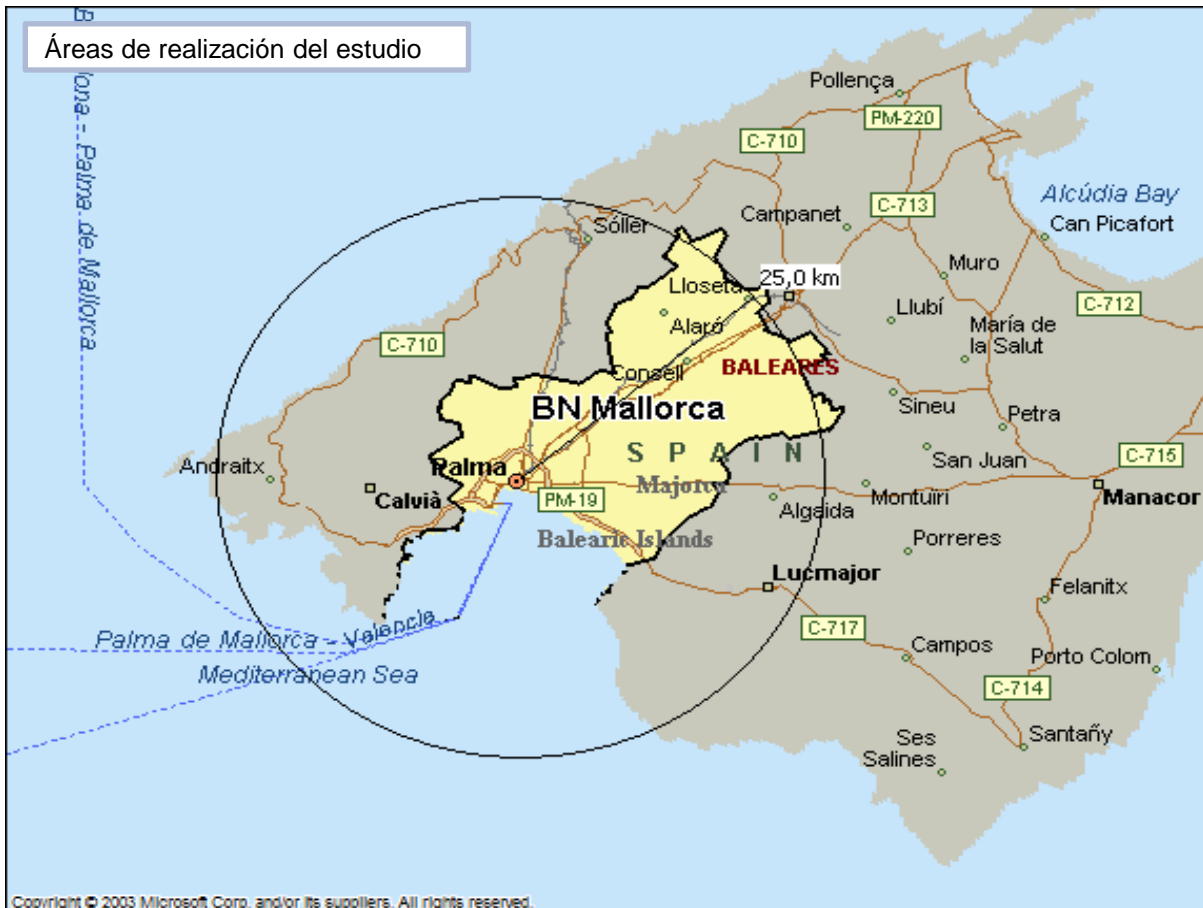 Áreas de realización del estudio
lona - Palma de Mallorca
Pollença
PM-220
C-710
Alcúdia Bay
C-713
Campanet
Can Picafort
Sóller
Muro
25,0 km
Lloseta
C-712
Llubí
Alaró
María de
la Salut
C-710
Consell
BALEARES
BN Mallorca
Sineu
Petra
SPAIN
San Juan
C-715
Andraitx
Palma
Majorca
Calvià
PM-19
Algaida
Montuiri
Manacor
Balearic Islands
Porreres
Lucmajor
Felanitx
Palma de Mallorca - Valencia
C-717
Campos
Porto Colom
Mediterranean Sea
C-714
Ses
Salines
Santañy
Copyright © 2003 Microsoft Corp. and/or its suppliers. All rights reserved.